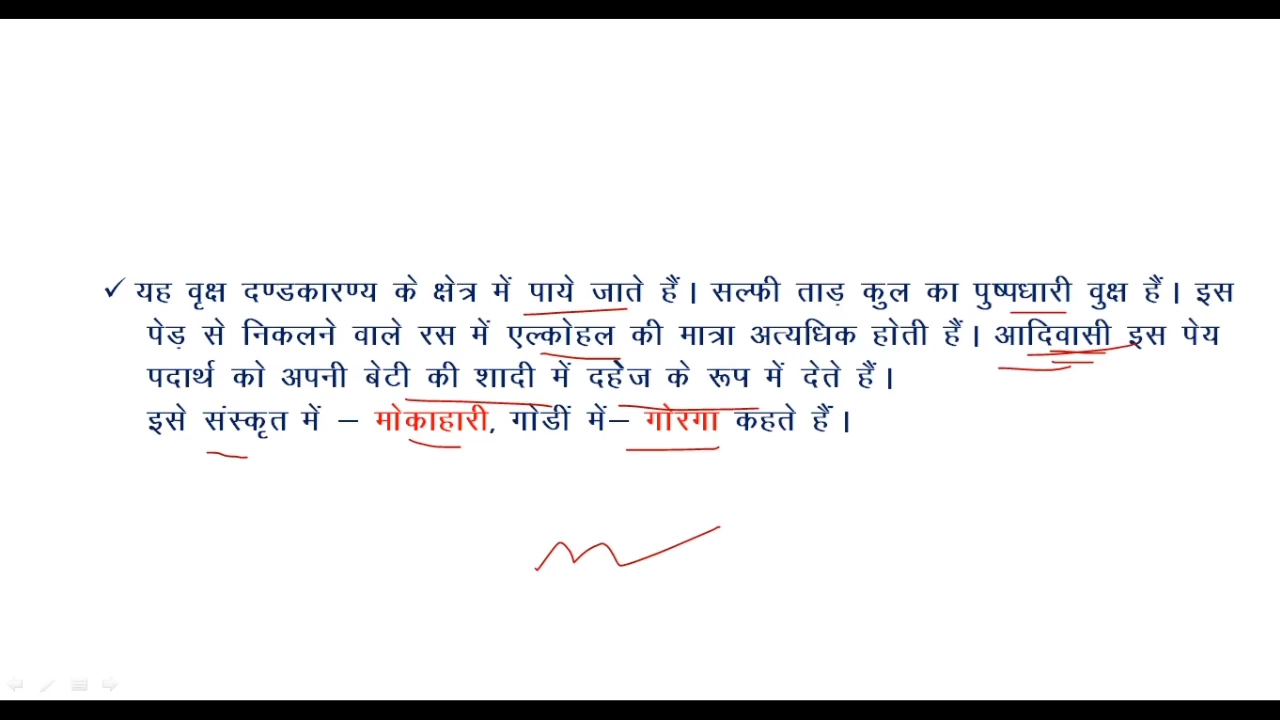 ✓ यह वृक्ष दण्डकारण्य के क्षेत्र में पाये जाते हैं। सल्फी ताड़ कुल का पुष्पधारी वुक्ष हैं। इस
पेड़ से निकलने वाले रस में एल्कोहल की मात्रा अत्यधिक होती हैं। आदिवासी इस पेय
पदार्थ को अपनी बेटी की शादी में दहेज के रूप में देते हैं।
इसे संस्कृत में – मोकाहारी, गोडीं में– गोरगा कहते हैं।